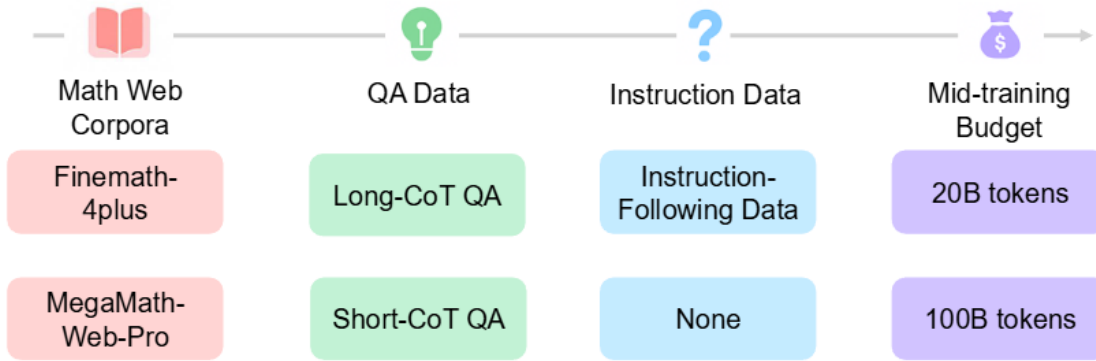 $
Math Web
Corpora
QA Data
Instruction Data
Mid-training
Budget
Finemath-
4plus
Long-CoT QA
Instruction-
Following Data
20B tokens
MegaMath-
Web-Pro
Short-CoT QA
None
100B tokens